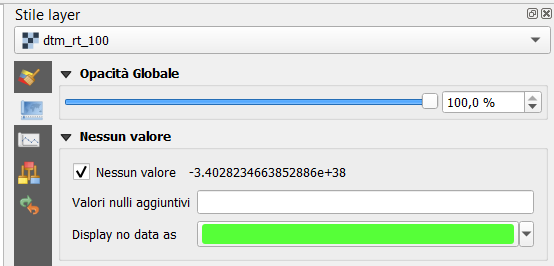 Stile layer
dtm_rt_100
Opacità Globale
100,0 %
Nessun valore
Nessun valore -3.4028234663852886e+38
Valori nulli aggiuntivi
Display no data as